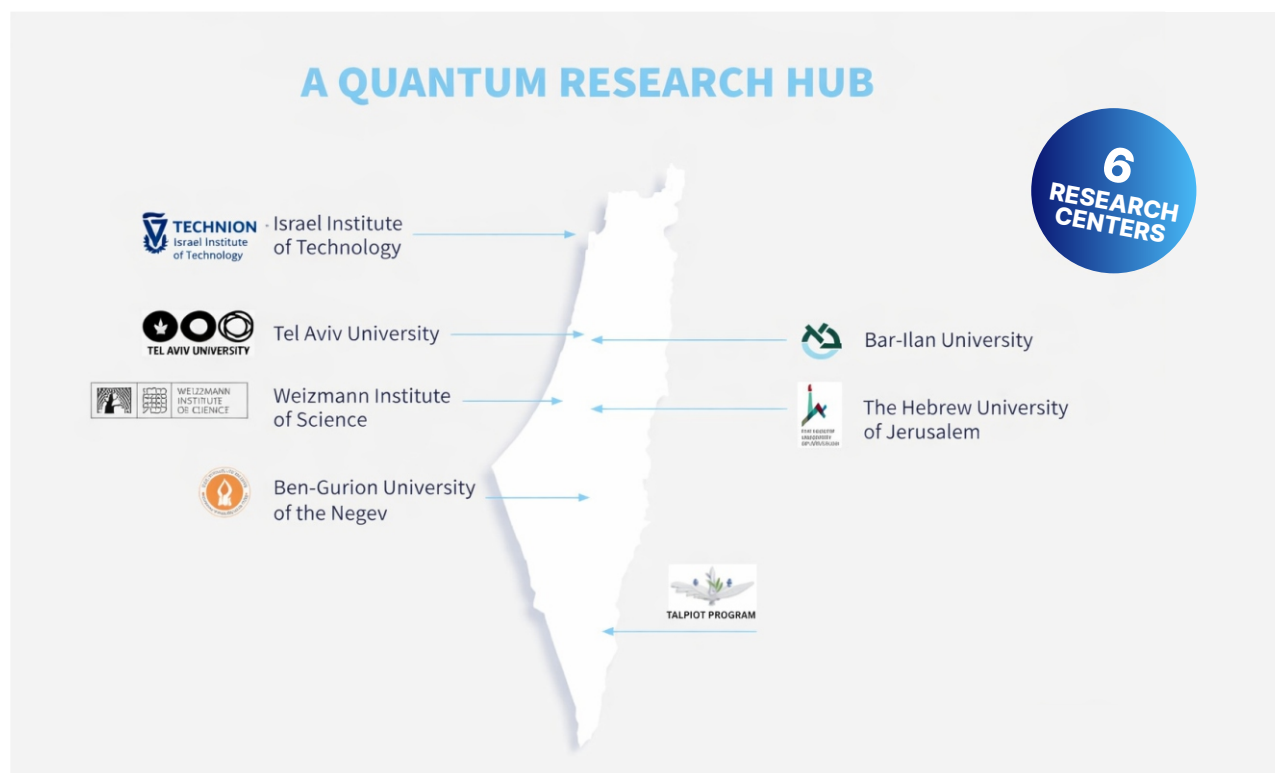 A QUANTUM RESEARCH HUB
6
RESEARCH
CENTERS
TECHNION
Israel Institute
of Technology
· Israel Institute
of Technology
TEL AVIV UNIVERSITY
Tel Aviv University
Bar-Ilan University
WEIZMANN
INSTITUTE
Weizmann Institute
of Science
The Hebrew University
of Jerusalem
Ben-Gurion University
of the Negev
TALPIOT PROGRAM